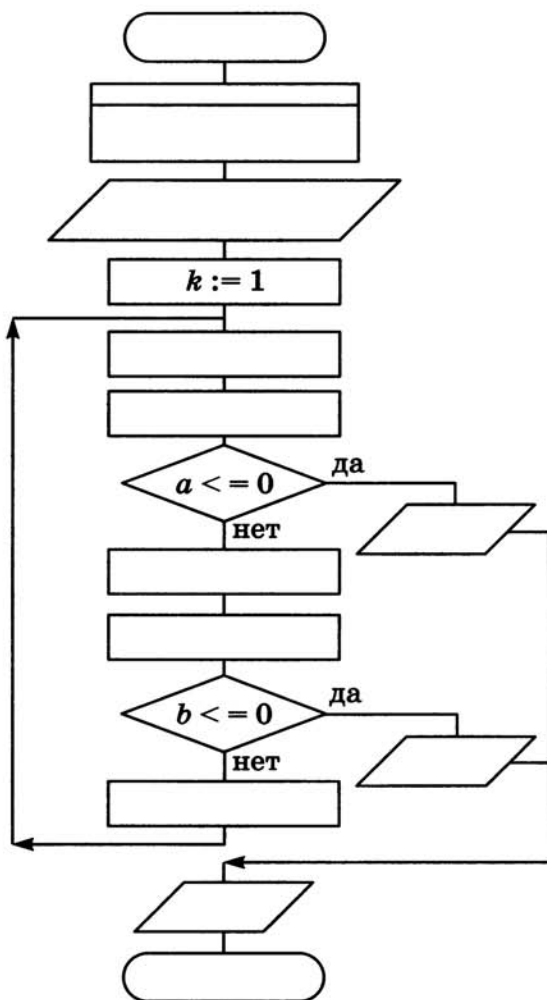 k := 1
a < = 0
да
нет
b < = 0
да
нет